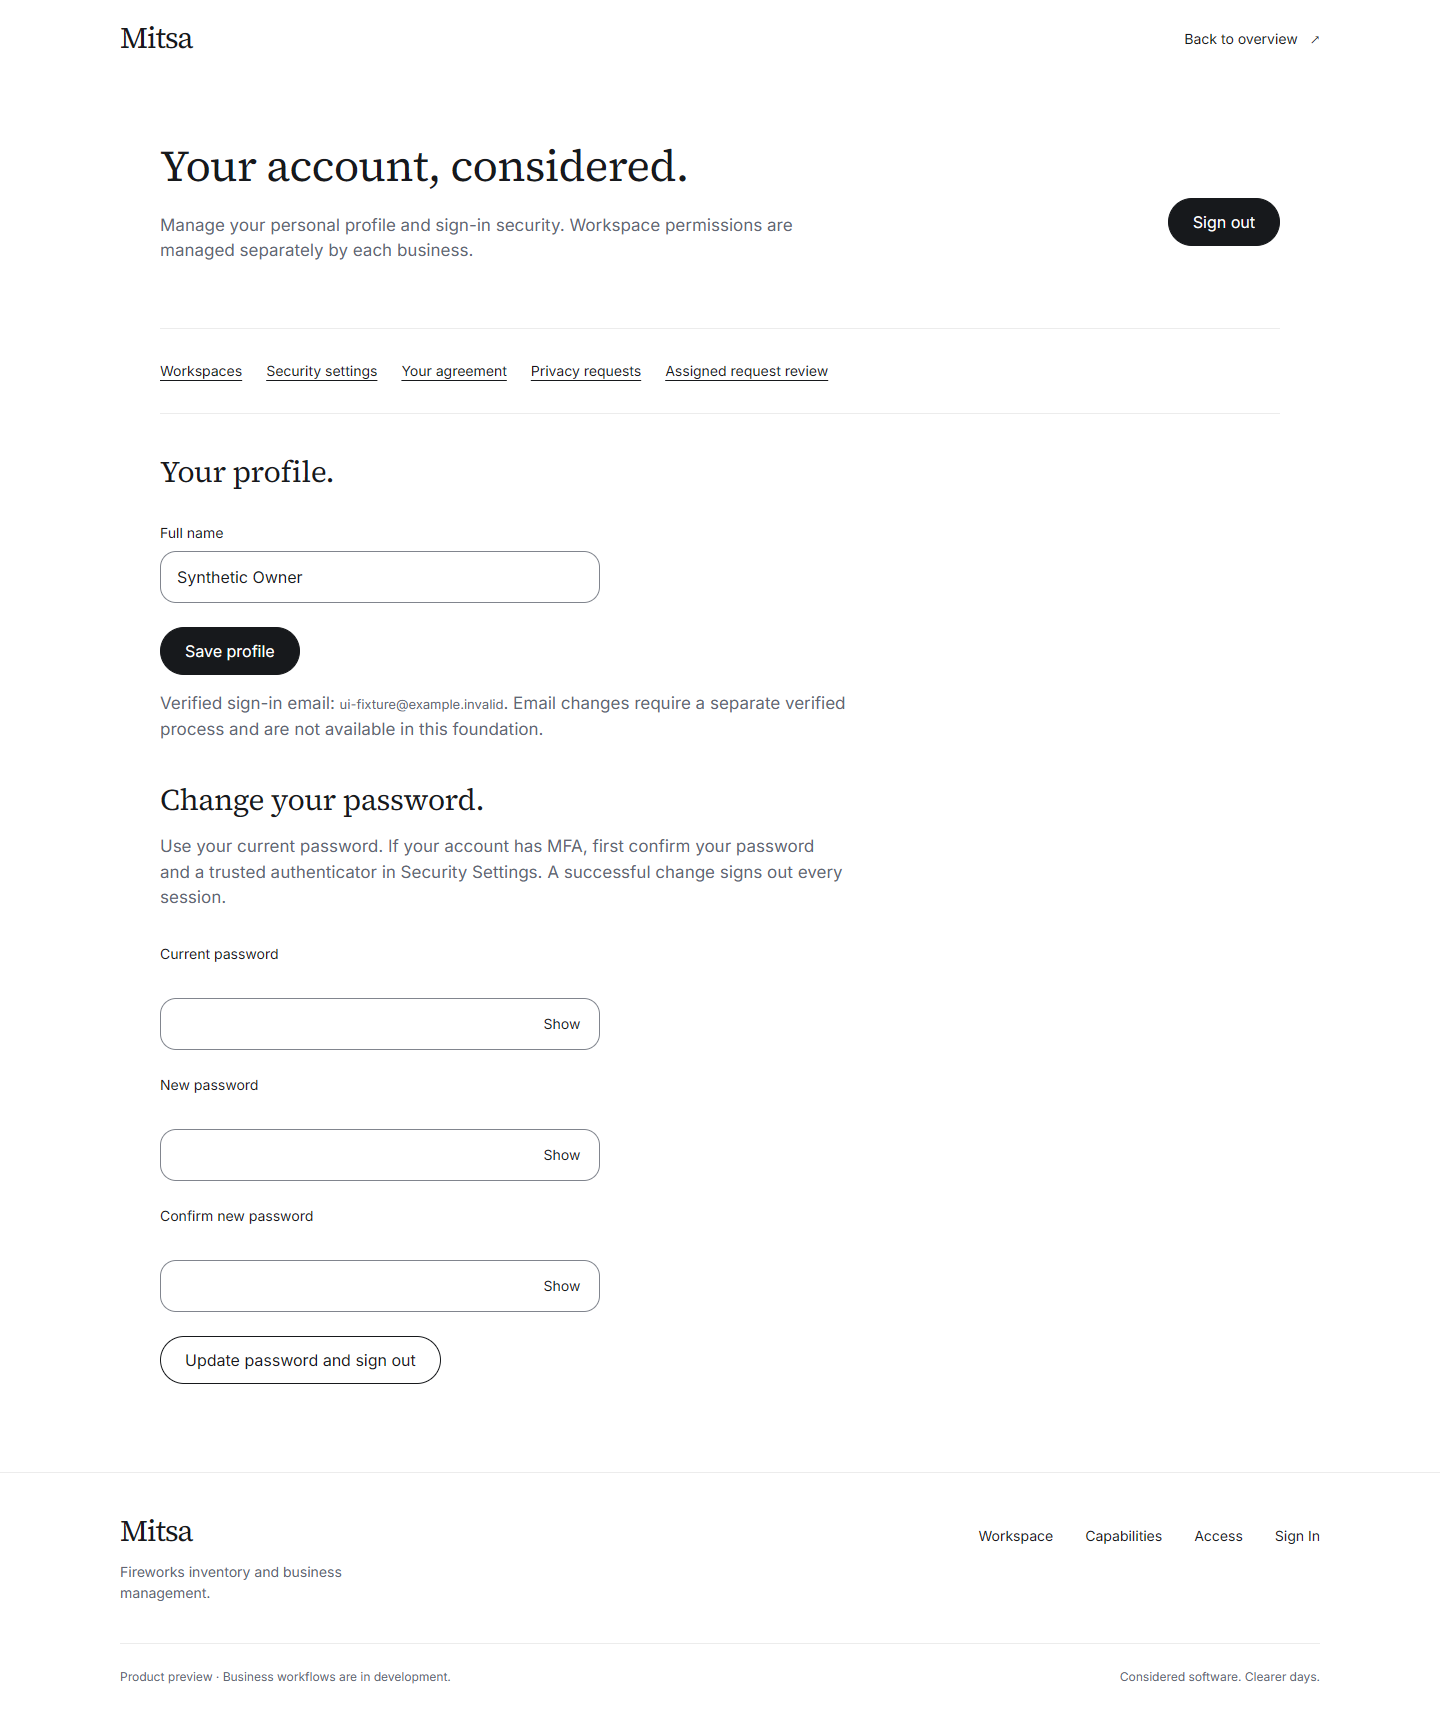 Mitsa
Back to overview ↗
Your account, considered.
Manage your personal profile and sign-in security. Workspace permissions are
managed separately by each business.
Sign out
Workspaces Security settings Your agreement Privacy requests Assigned request review
Your profile.
Full name
Synthetic Owner
Save profile
Verified sign-in email: ui-fixture@example.invalid. Email changes require a separate verified
process and are not available in this foundation.
Change your password.
Use your current password. If your account has MFA, first confirm your password
and a trusted authenticator in Security Settings. A successful change signs out every
session.
Current password
Show
New password
Show
Confirm new password
Show
Update password and sign out
Mitsa
Workspace Capabilities Access Sign In
Fireworks inventory and business
management.
Product preview · Business workflows are in development.
Considered software. Clearer days.